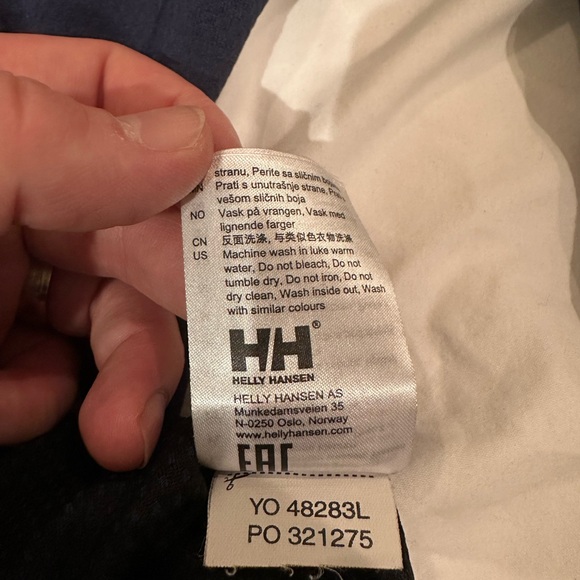 stranu, Perite sa sličnim
Prati s unutrašnje strane,
vešom sličnih boja
NO Vask på vrangen, Vask med
lignende farger
CN 反面洗涤, 与类似色衣物洗涤
US Machine wash in luke warm
water, Do not bleach, Do not
tumble dry, Do not iron, Do not
dry clean, Wash inside out, Wash
with similar colours
HH®
HELLY HANSEN
HELLY HANSEN AS
Munkedamsveien 35
N-0250 Oslo, Norway
www.hellyhansen.com
EAC
YO 48283L
PO 321275